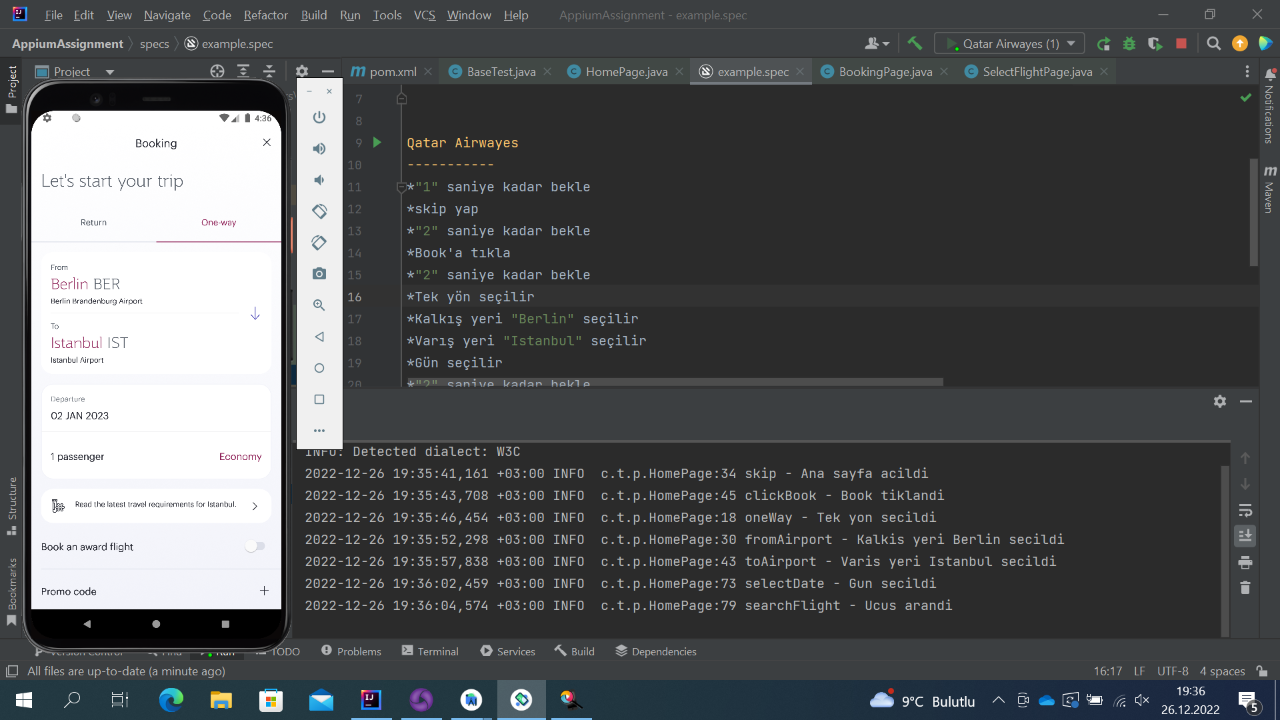 File Edit View Navigate Code Refactor Build Run Tools VCS Window Help AppiumAssignment - example.spec
AppiumAssignment specs example.spec Qatar Airwayes (1)
Project pom.xml BaseTest.java HomePage.java example.spec BookingPage.java SelectFlightPage.java
Project
Structure
Bookmarks
Notifications
Maven
4:36
Booking
Let's start your trip
Return One-way
From
Berlin BER
Berlin Brandenburg Airport
To
Istanbul IST
Istanbul Airport
Departure
02 JAN 2023
1 passenger Economy
Read the latest travel requirements for Istanbul.
Book an award flight
Promo code
7
8
9 Qatar Airwayes
10 -----------
11 *"1" saniye kadar bekle
12 *skip yap
13 *"2" saniye kadar bekle
14 *Book'a tıkla
15 *"2" saniye kadar bekle
16 *Tek yön seçilir
17 *Kalkış yeri "Berlin" seçilir
18 *Varış yeri "Istanbul" seçilir
19 *Gün seçilir
20 *"2" saniye kadar bekle
INFO: Detected dialect: W3C
2022-12-26 19:35:41,161 +03:00 INFO c.t.p.HomePage:34 skip - Ana sayfa acildi
2022-12-26 19:35:43,708 +03:00 INFO c.t.p.HomePage:45 clickBook - Book tiklandi
2022-12-26 19:35:46,454 +03:00 INFO c.t.p.HomePage:18 oneWay - Tek yon secildi
2022-12-26 19:35:52,298 +03:00 INFO c.t.p.HomePage:30 fromAirport - Kalkis yeri Berlin secildi
2022-12-26 19:35:57,838 +03:00 INFO c.t.p.HomePage:43 toAirport - Varis yeri Istanbul secildi
2022-12-26 19:36:02,459 +03:00 INFO c.t.p.HomePage:73 selectDate - Gun secildi
2022-12-26 19:36:04,574 +03:00 INFO c.t.p.HomePage:79 searchFlight - Ucus arandi
Version Control Find Run TODO Problems Terminal Services Build Dependencies
All files are up-to-date (a minute ago) 16:17 LF UTF-8 4 spaces
9°C Bulutlu 19:36
26.12.2022 5